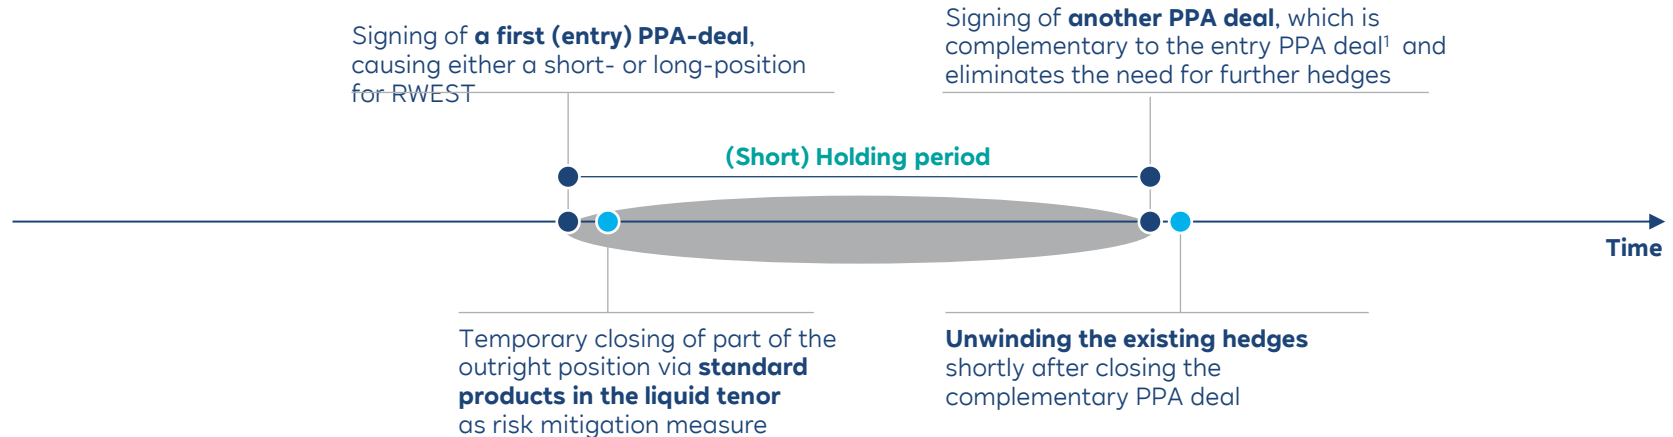 Signing of a first (entry) PPA-deal,
causing either a short- or long-position
for RWEST
Signing of another PPA deal, which is
complementary to the entry PPA deal¹ and
eliminates the need for further hedges
(Short) Holding period
Time
Temporary closing of part of the
outright position via standard
products in the liquid tenor
as risk mitigation measure
Unwinding the existing hedges
shortly after closing the
complementary PPA deal